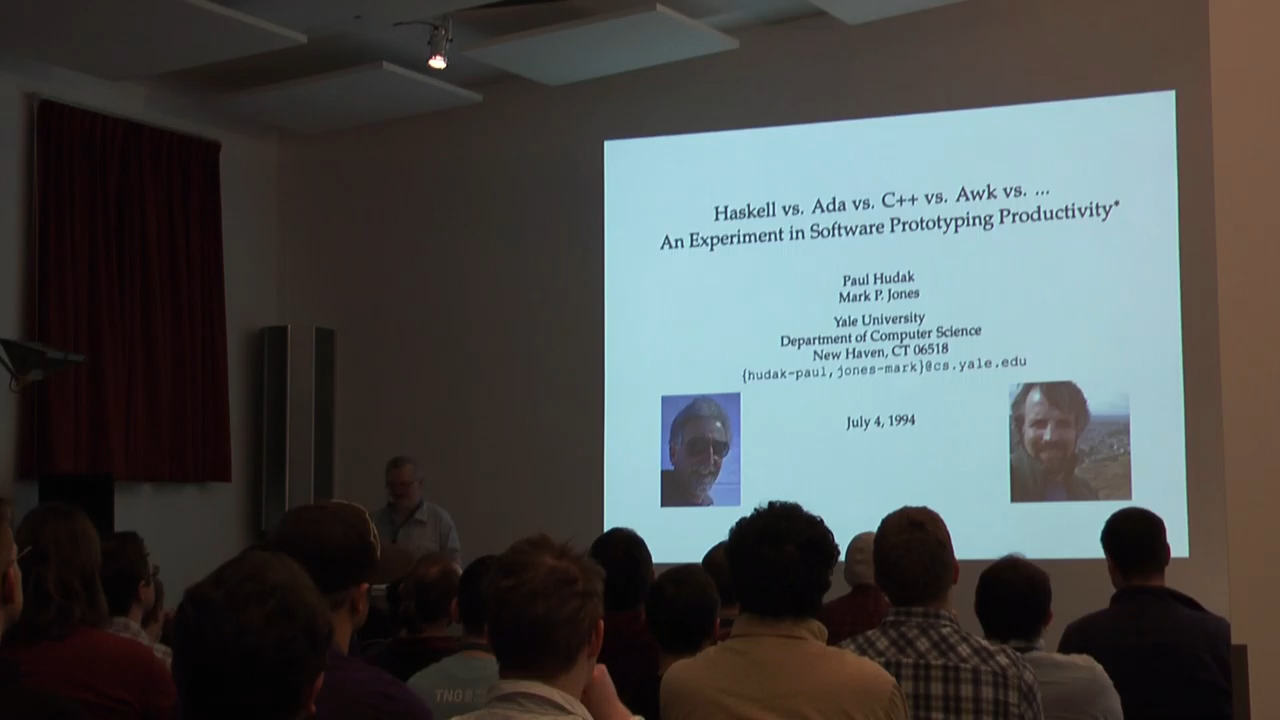 Haskell vs. Ada vs. C++ vs. Awk vs. ...
An Experiment in Software Prototyping Productivity*
Paul Hudak
Mark P. Jones
Yale University
Department of Computer Science
New Haven, CT 06518
{hudak-paul,jones-mark}@cs.yale.edu
July 4, 1994
TNG